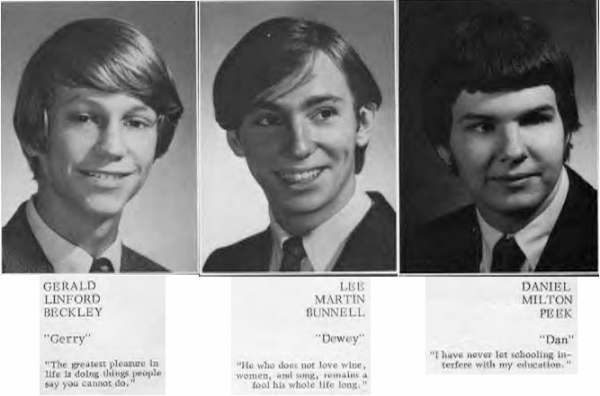 GERALD
LINFORD
BECKLEY
"Gerry"
"The greatest pleasure in
life is doing things people
say you cannot do."
LEE
MARTIN
BUNNELL
"Dewey"
"He who does not love wine,
women, and song, remains a
fool his whole life long."
DANIEL
MILTON
PEEK
"Dan"
"I have never let schooling in-
terfere with my education."